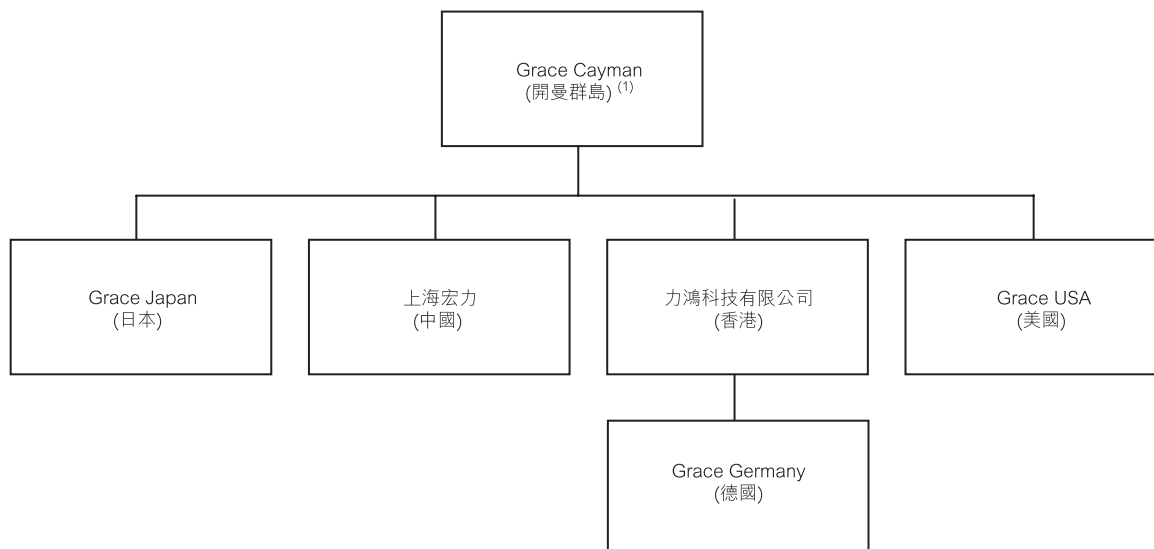 Grace Cayman
(開曼群島) (1)
Grace Japan
(日本)
上海宏力
(中國)
力鴻科技有限公司
(香港)
Grace USA
(美國)
Grace Germany
(德國)